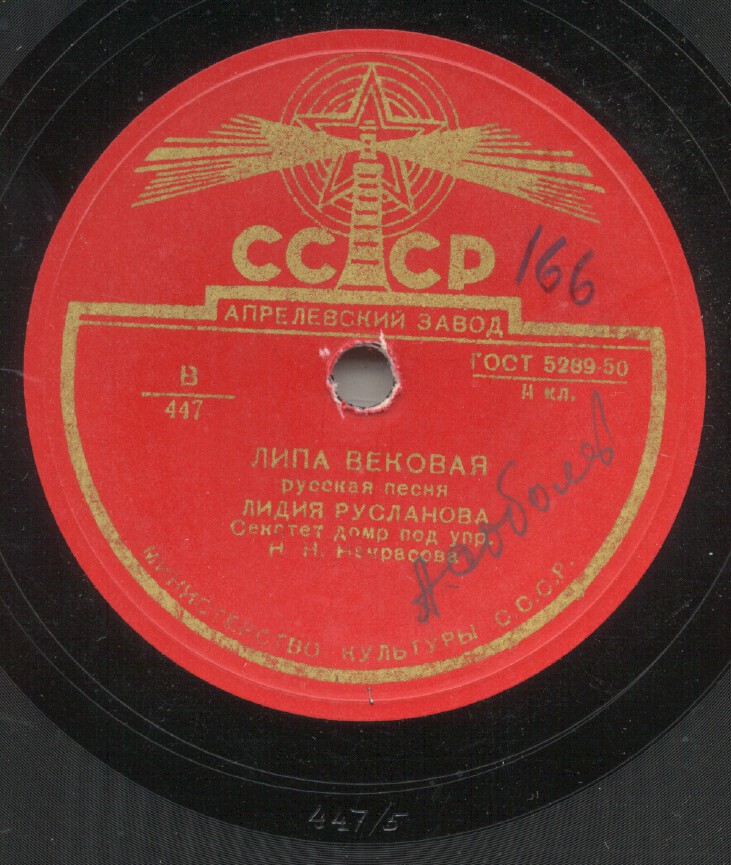 СССР
166
АПРЕЛЕВСКИЙ ЗАВОД
В
447
ГОСТ 5289-50
II кл.
ЛИПА ВЕКОВАЯ
русская песня
ЛИДИЯ РУСЛАНОВА
Секстет домр под упр.
Н. Н. Некрасова
МИНИСТЕРСТВО КУЛЬТУРЫ С.С.С.Р.
447/5